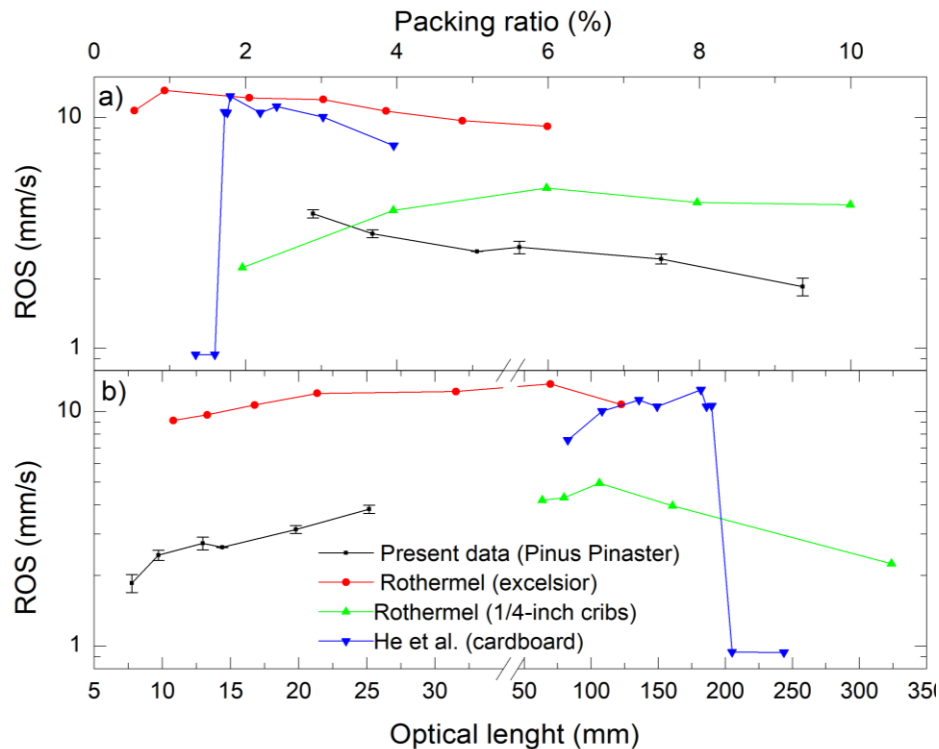 Packing ratio (%)
0 2 4 6 8 10
a)
10
1
ROS (mm/s)
b)
10
1
ROS (mm/s)
Present data (Pinus Pinaster)
Rothermel (excelsior)
Rothermel (1/4-inch cribs)
He et al. (cardboard)
5 10 15 20 25 30 50 100 150 200 250 300 350
Optical lenght (mm)